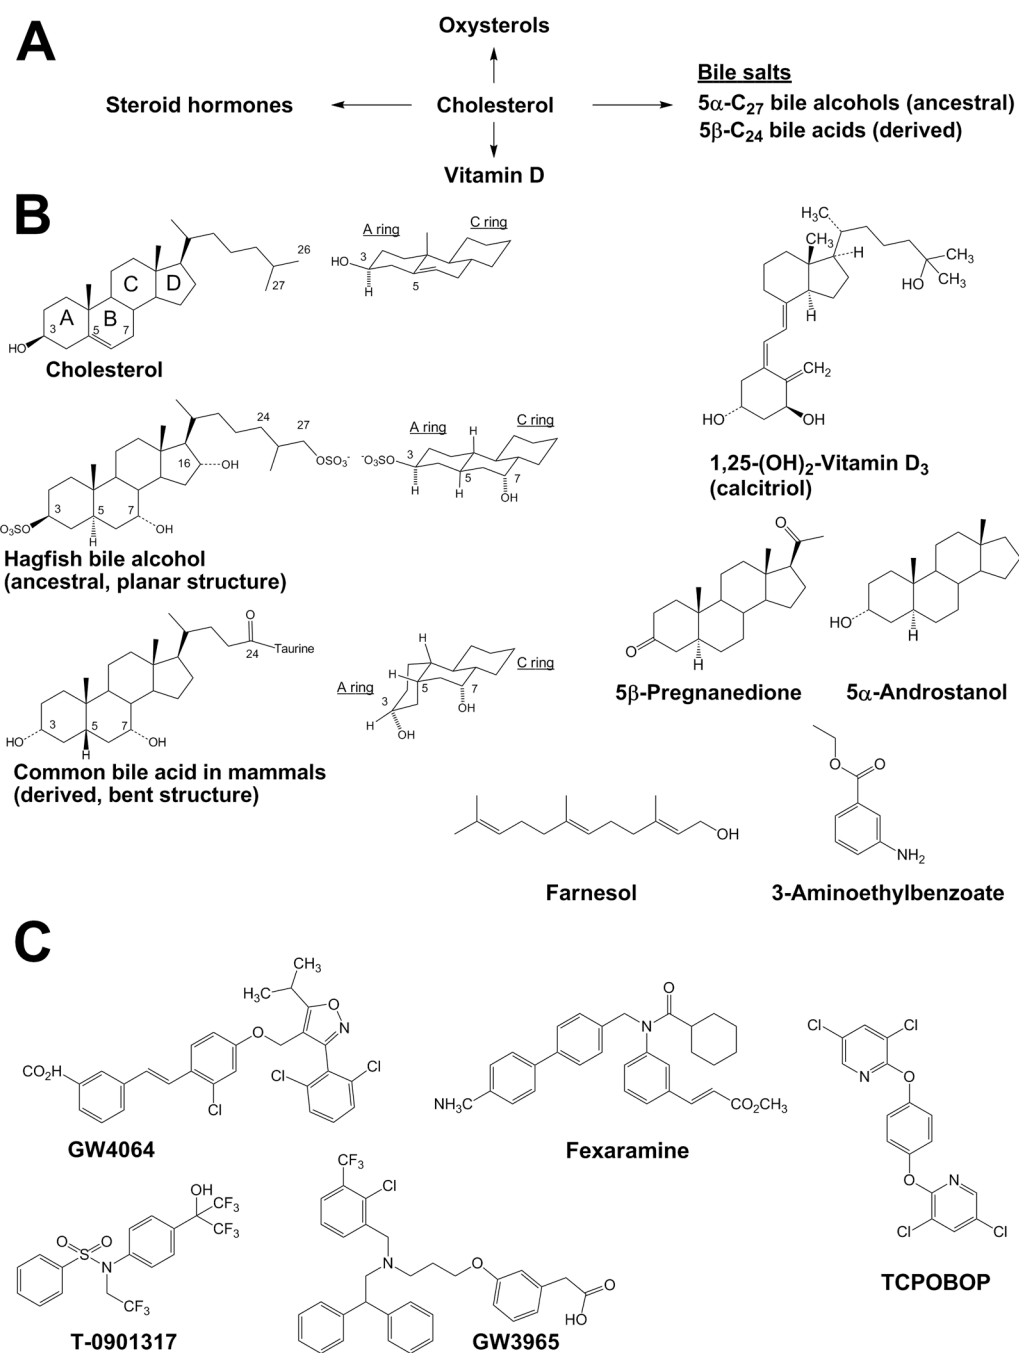 A
Oxysterols
Steroid hormones
Cholesterol
Vitamin D
Bile salts
5α-C27 bile alcohols (ancestral)
5β-C24 bile acids (derived)
B
A
B
C
D
3
5
7
26
27
HO
Cholesterol
A ring
C ring
HO
3
H
5
24
27
OSO3-
16
OH
3
5
7
O3SO
H
OH
Hagfish bile alcohol
(ancestral, planar structure)
A ring
C ring
-O3SO
3
H
H
5
H
7
OH
O
24
Taurine
3
5
7
HO
H
OH
Common bile acid in mammals
(derived, bent structure)
A ring
C ring
H
H
5
7
OH
3
H
OH
H3C
CH3
H
H
HO
CH3
CH3
CH2
HO
OH
1,25-(OH)2-Vitamin D3
(calcitriol)
O
O
H
5β-Pregnanedione
HO
H
5α-Androstanol
OH
Farnesol
O
O
NH2
3-Aminoethylbenzoate
C
CH3
H3C
O
N
O
Cl
Cl
CO2H
Cl
GW4064
O
N
NH3C
CO2CH3
Fexaramine
Cl
Cl
N
O
O
N
Cl
Cl
TCPOBOP
OH
CF3
CF3
O
O
S
N
CF3
T-0901317
CF3
Cl
N
O
O
HO
GW3965